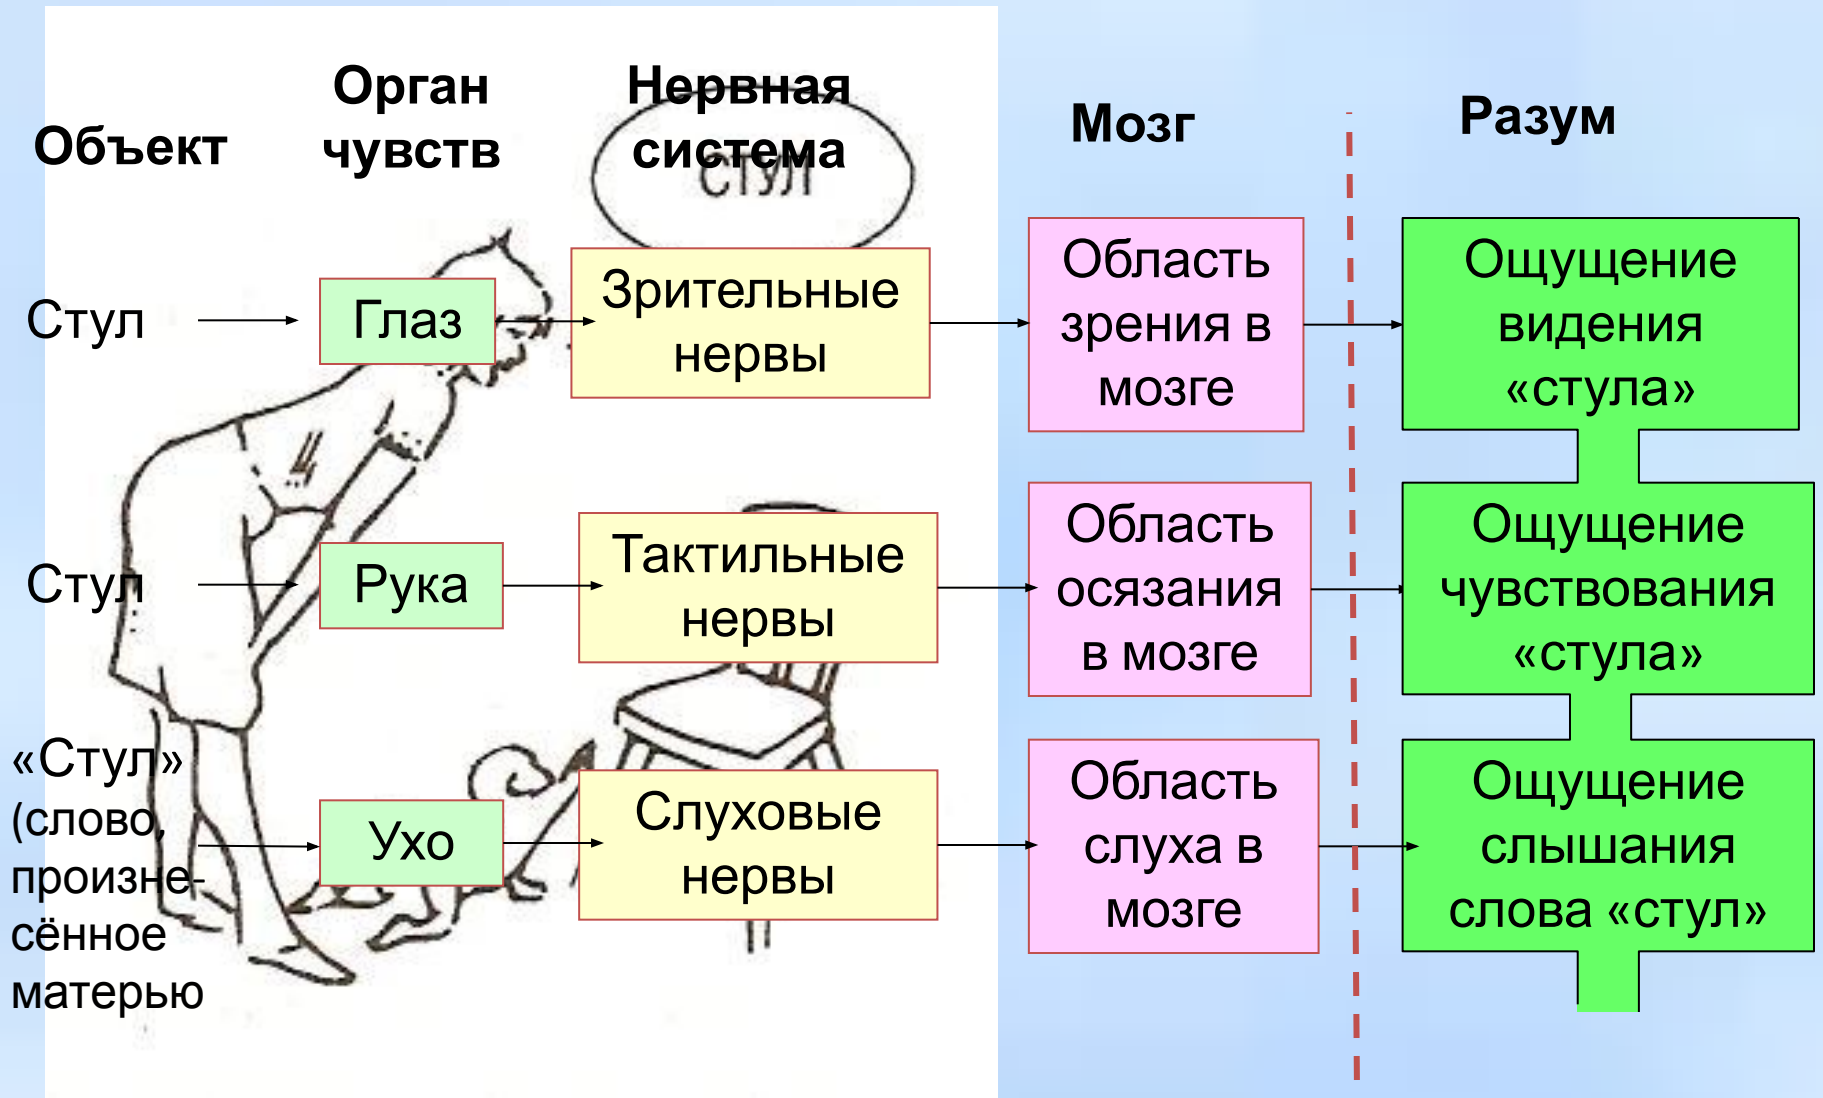 Объект
Орган
чувств
Нервная
система
Мозг
Разум
СТУЛ
Стул
Глаз
Зрительные
нервы
Область
зрения в
мозге
Ощущение
видения
«стула»
Стул
Рука
Тактильные
нервы
Область
осязания
в мозге
Ощущение
чувствования
«стула»
«Стул»
(слово,
произне-
сённое
матерью
Ухо
Слуховые
нервы
Область
слуха в
мозге
Ощущение
слышания
слова «стул»